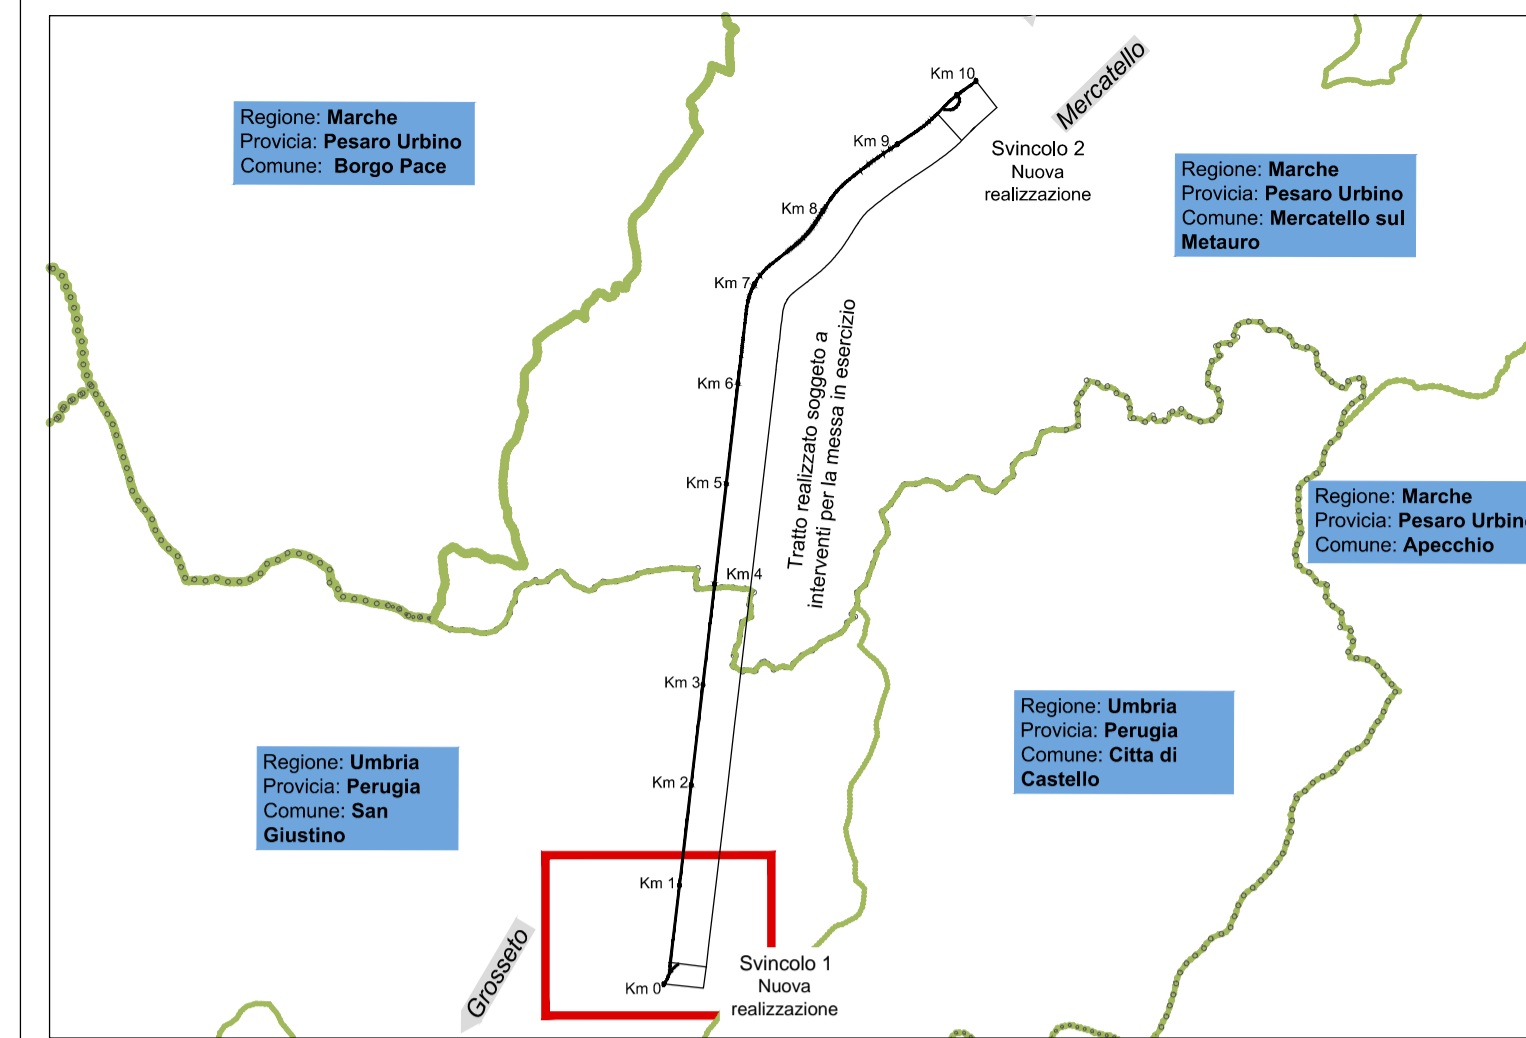 Km 10
Mercatello
Regione: Marche
Provicia: Pesaro Urbino
Comune: Borgo Pace
Km 9
Svincolo 2
Nuova
realizzazione
Regione: Marche
Provicia: Pesaro Urbino
Comune: Mercatello sul
Metauro
Km 8
Km 7
Tratto realizzato soggeto a
interventi per la messa in esercizio
Km 6
Km 5
Regione: Marche
Provicia: Pesaro Urbino
Comune: Apecchio
Km 4
Km 3
Regione: Umbria
Provicia: Perugia
Comune: Citta di
Castello
Regione: Umbria
Provicia: Perugia
Comune: San
Giustino
Km 2
Km 1
Grosseto
Svincolo 1
Nuova
realizzazione
Km 0